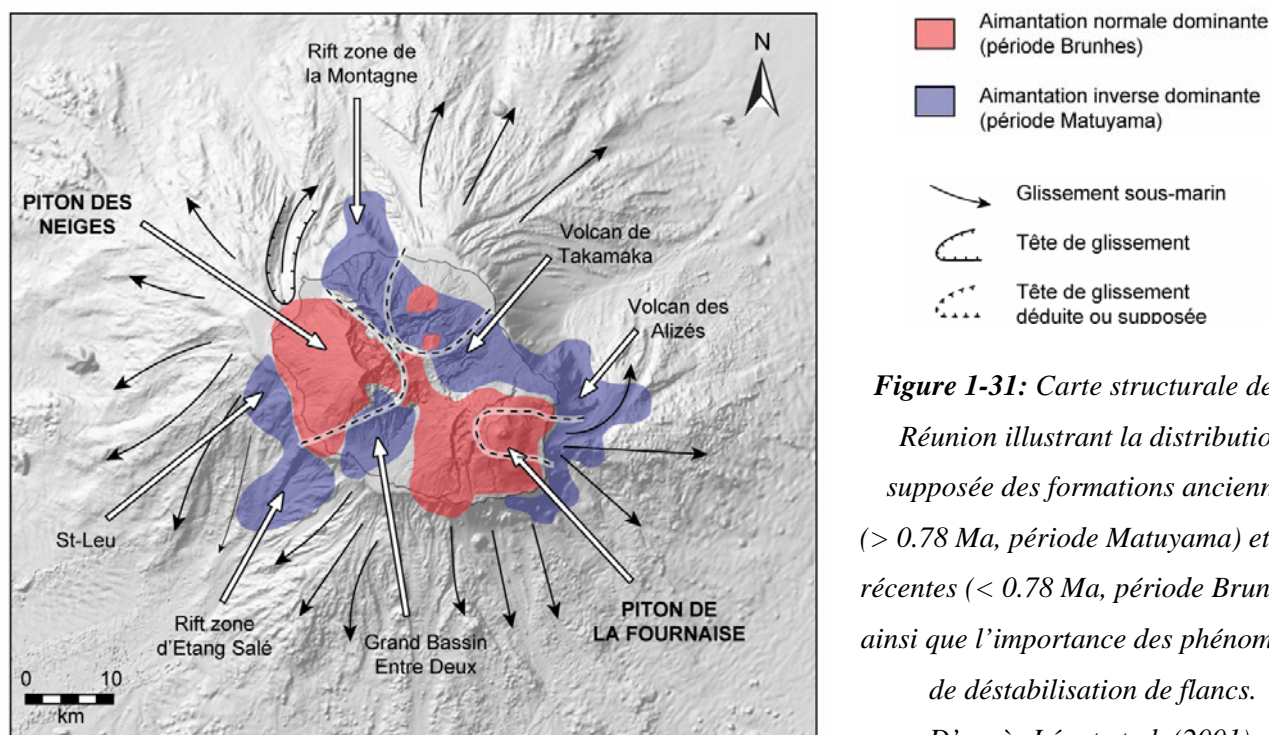 Rift zone de
la Montagne
N
PITON DES
NEIGES
Volcan de
Takamaka
Volcan des
Alizés
St-Leu
Rift zone
d'Etang Salé
Grand Bassin
Entre Deux
PITON DE
LA FOURNAISE
0 10
km
Aimantation normale dominante
(période Brunhes)
Aimantation inverse dominante
(période Matuyama)
Glissement sous-marin
Tête de glissement
Tête de glissement
déduite ou supposée
Figure 1-31: Carte structurale de
Réunion illustrant la distributio
supposée des formations ancienn
(> 0.78 Ma, période Matuyama) et
récentes (< 0.78 Ma, période Brun
ainsi que l'importance des phénom
de déstabilisation de flancs.
(2001)